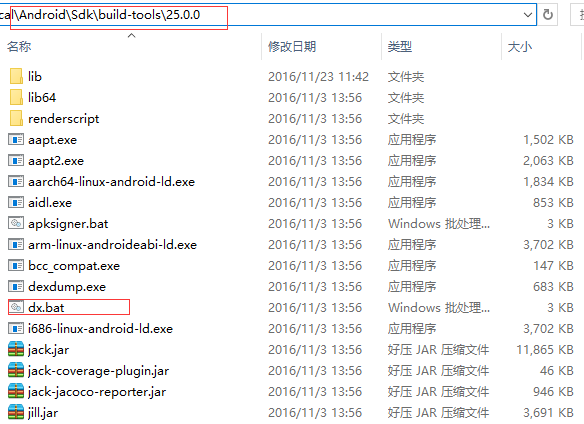 cal\Android\Sdk\build-tools\25.0.0
名称 修改日期 类型 大小
lib 2016/11/23 11:42 文件夹
lib64 2016/11/3 13:56 文件夹
renderscript 2016/11/3 13:56 文件夹
aapt.exe 2016/11/3 13:56 应用程序 1,502 KB
aapt2.exe 2016/11/3 13:56 应用程序 2,063 KB
aarch64-linux-android-ld.exe 2016/11/3 13:56 应用程序 1,834 KB
aidl.exe 2016/11/3 13:56 应用程序 853 KB
apksigner.bat 2016/11/3 13:56 Windows 批处理... 3 KB
arm-linux-androideabi-ld.exe 2016/11/3 13:56 应用程序 3,702 KB
bcc_compat.exe 2016/11/3 13:56 应用程序 147 KB
dexdump.exe 2016/11/3 13:56 应用程序 683 KB
dx.bat 2016/11/3 13:56 Windows 批处理... 3 KB
i686-linux-android-ld.exe 2016/11/3 13:56 应用程序 3,702 KB
jack.jar 2016/11/3 13:56 好压 JAR 压缩文件 11,865 KB
jack-coverage-plugin.jar 2016/11/3 13:56 好压 JAR 压缩文件 46 KB
jack-jacoco-reporter.jar 2016/11/3 13:56 好压 JAR 压缩文件 946 KB
jill.jar 2016/11/3 13:56 好压 JAR 压缩文件 3,691 KB